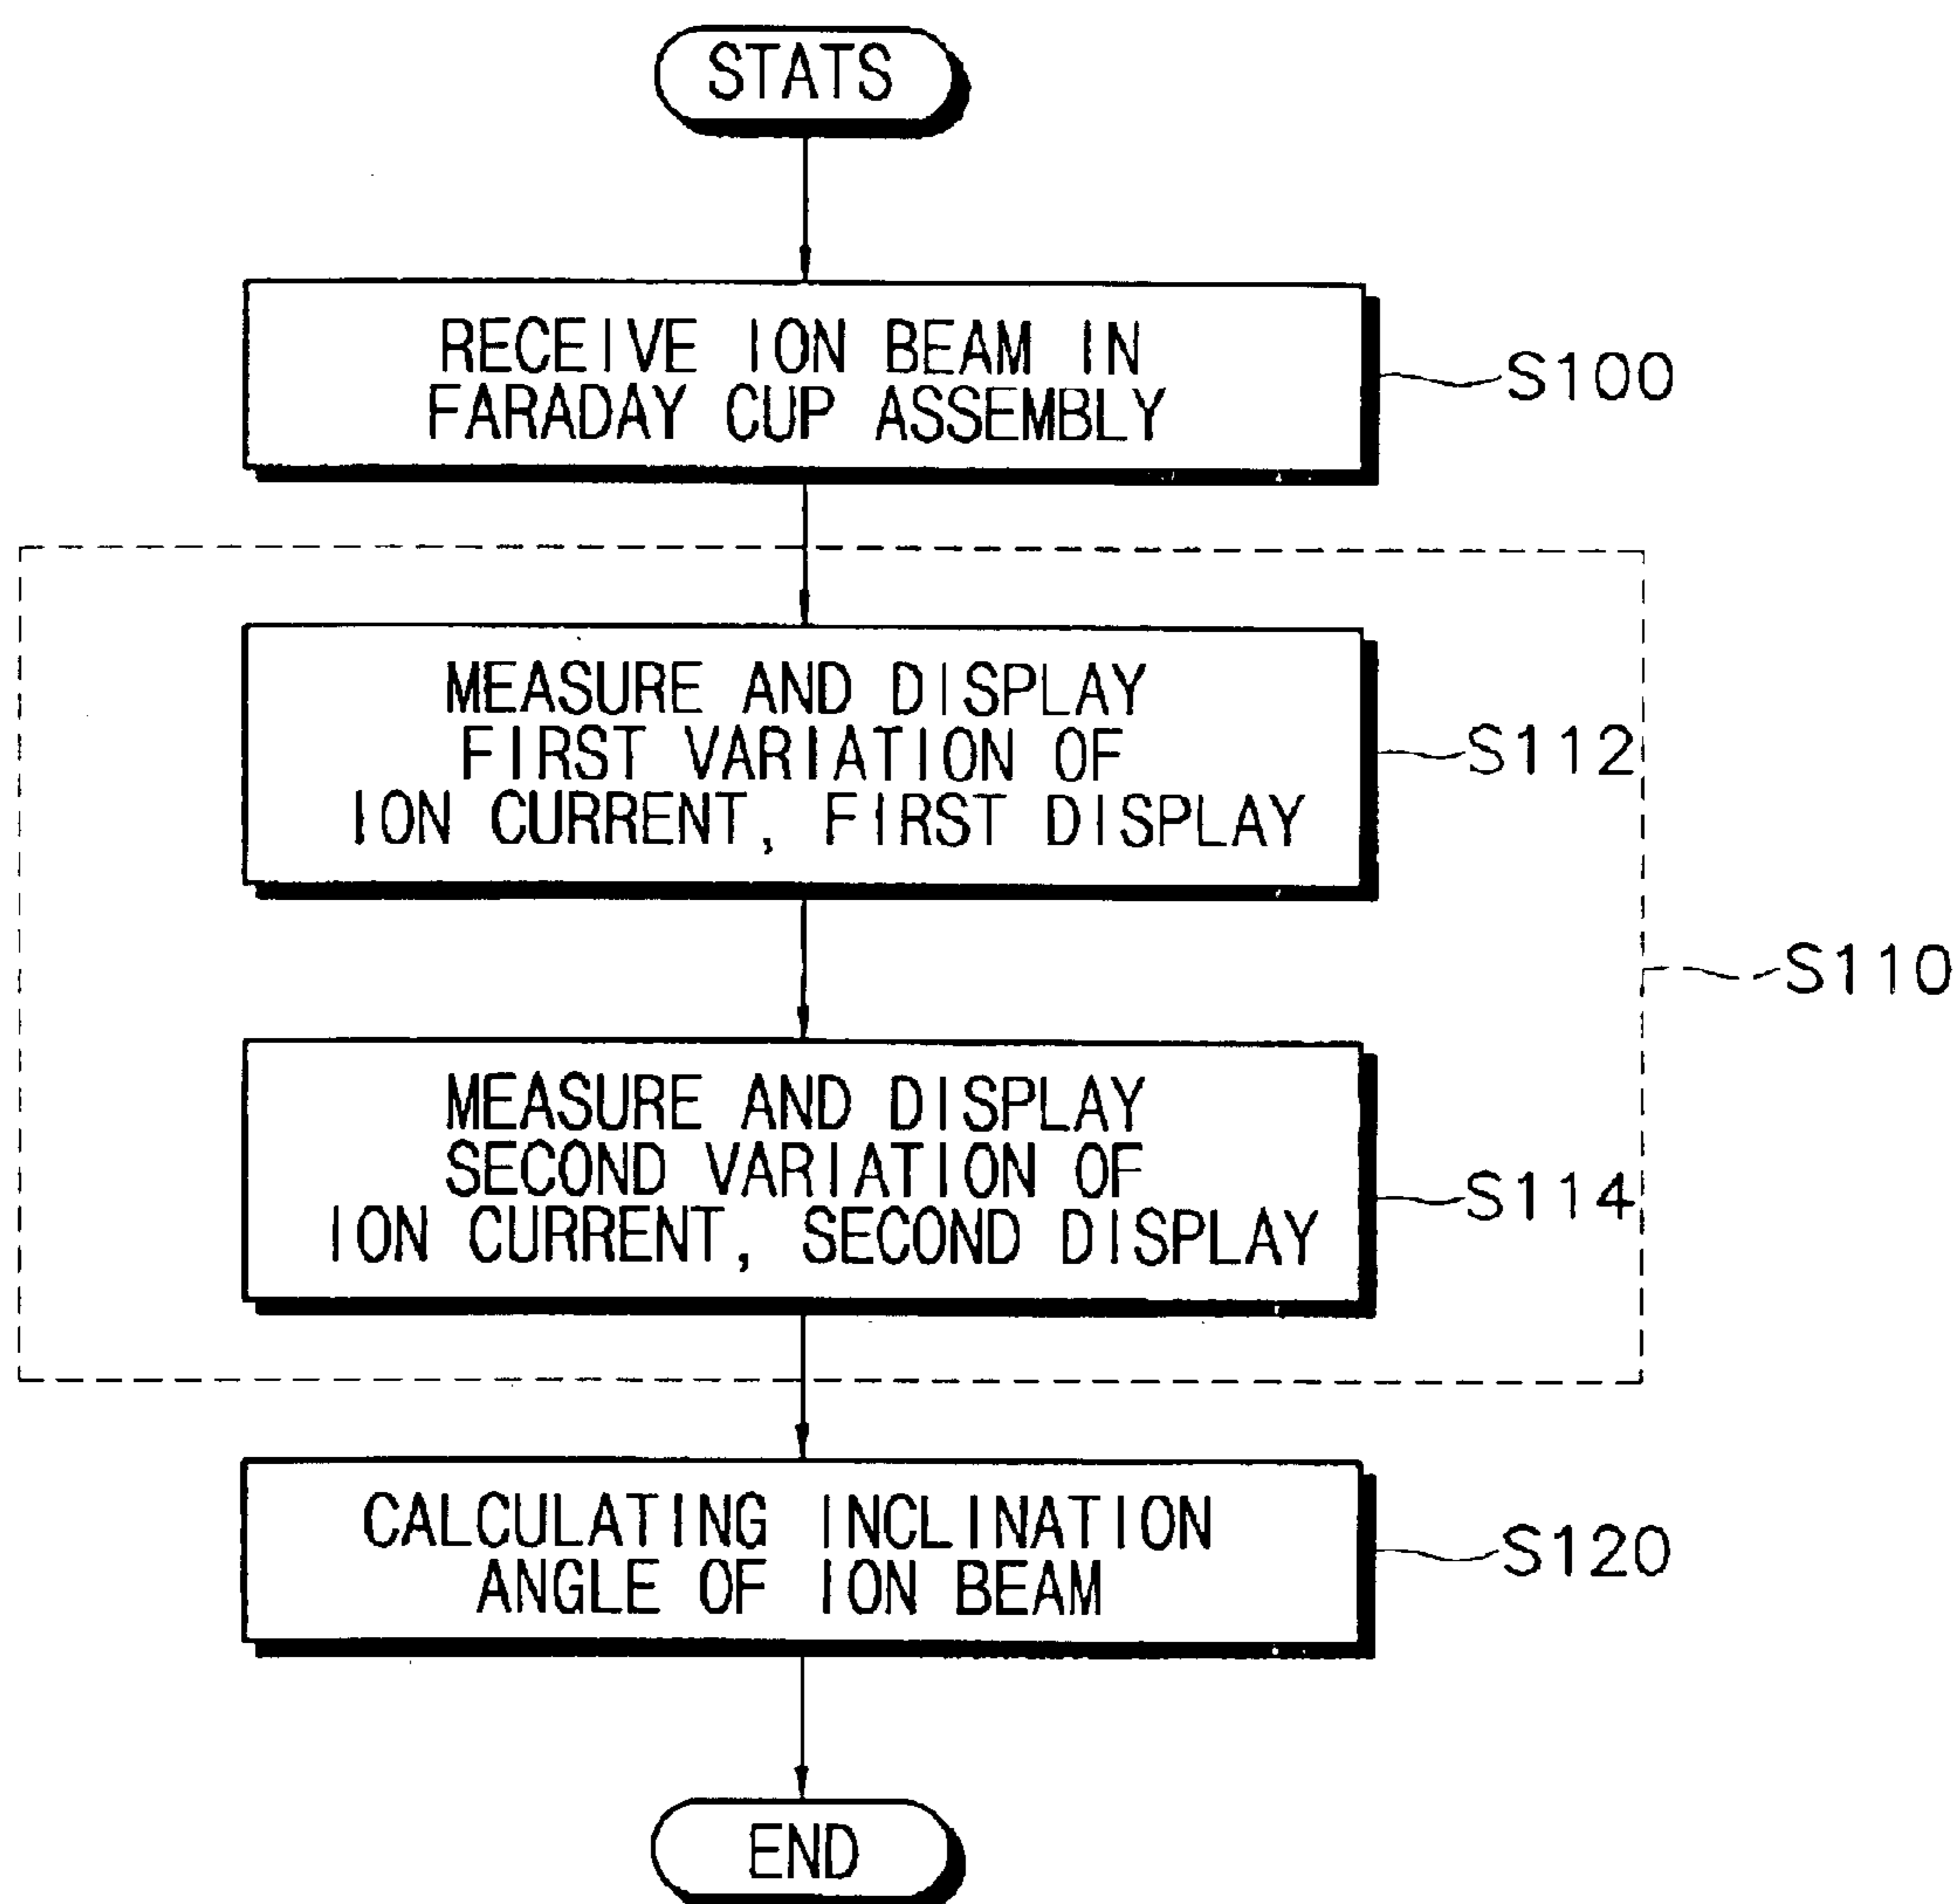 STATS
RECEIVE ION BEAM IN
FARADAY CUP ASSEMBLY
S100
MEASURE AND DISPLAY
FIRST VARIATION OF
ION CURRENT, FIRST DISPLAY
S112
S110
MEASURE AND DISPLAY
SECOND VARIATION OF
ION CURRENT, SECOND DISPLAY
S114
CALCULATING INCLINATION
ANGLE OF ION BEAM
S120
END